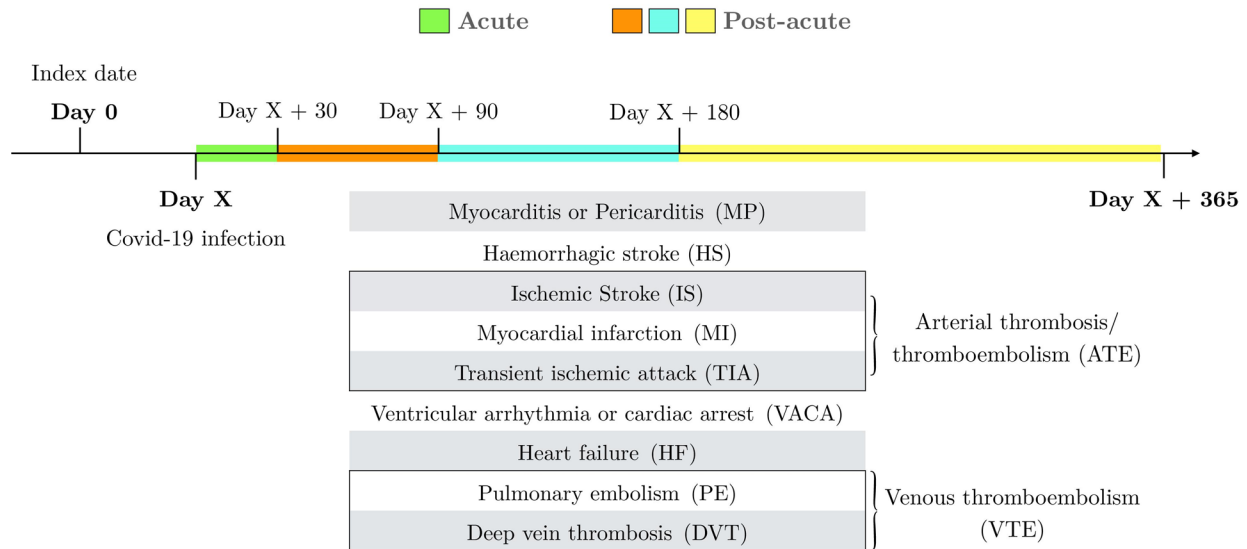 Acute
Post-acute
Index date
Day 0
Day X + 30
Day X + 90
Day X + 180
Day X
Day X + 365
Covid-19 infection
Myocarditis or Pericarditis (MP)
Haemorrhagic stroke (HS)
Ischemic Stroke (IS)
Myocardial infarction (MI)
Transient ischemic attack (TIA)
Arterial thrombosis/
thromboembolism (ATE)
Ventricular arrhythmia or cardiac arrest (VACA)
Heart failure (HF)
Pulmonary embolism (PE)
Deep vein thrombosis (DVT)
Venous thromboembolism
(VTE)